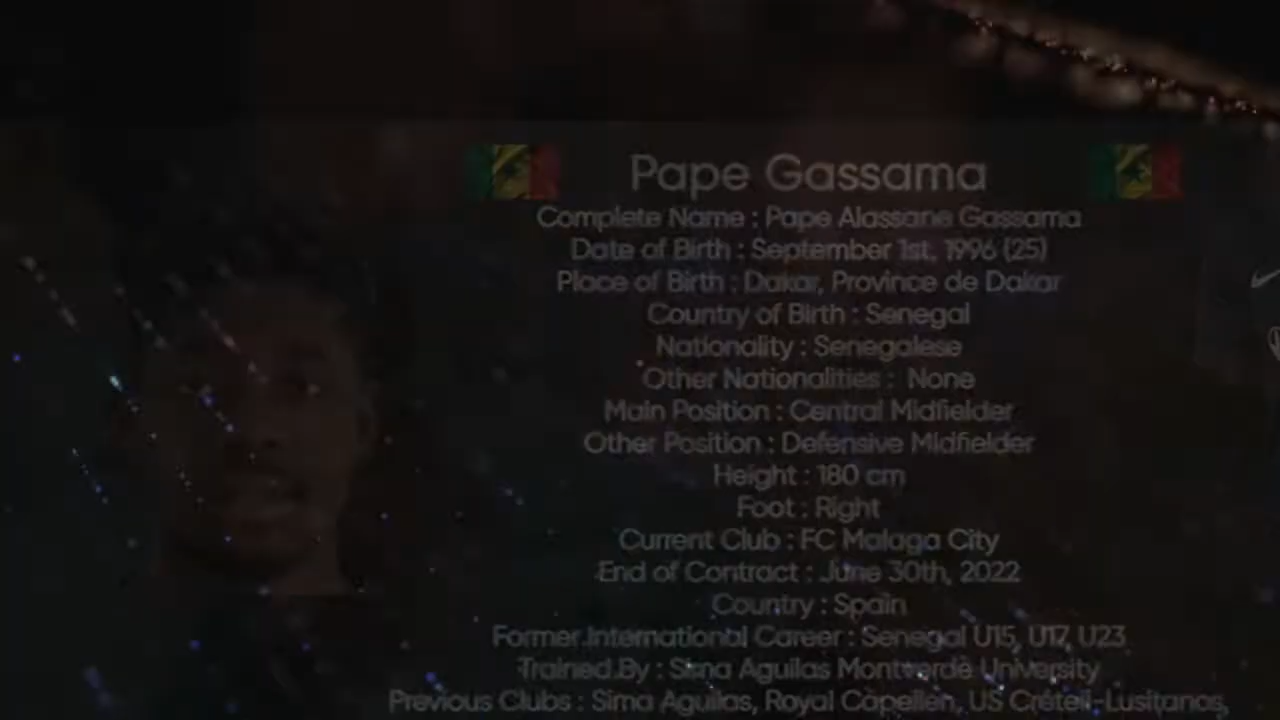 Pape Gassama
Complete Name : Pape Alassane Gassama
Date of Birth : September 1st, 1996 (25)
Place of Birth : Dakar, Province de Dakar
Country of Birth : Senegal
Nationality : Senegalese
Other Nationalities : None
Main Position : Central Midfielder
Other Position : Defensive Midfielder
Height : 180 cm
Foot : Right
Current Club : FC Malaga City
End of Contract : June 30th, 2022
Country : Spain
Former International Career : Senegal U15, U17, U23
Trained By : Sima Aguilas Montverde University
Previous Clubs : Sima Aguilas, Royal Capellen, US Créteil-Lusitanos,